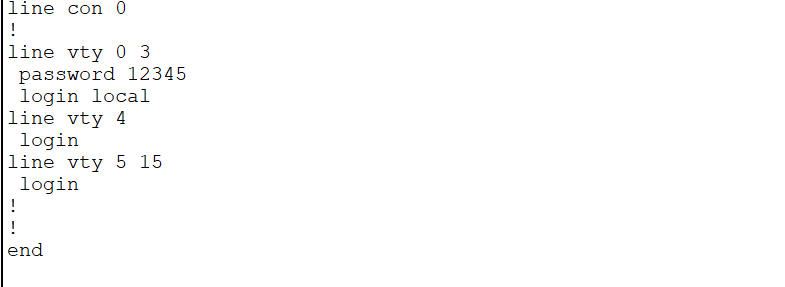 line con 0
!
line vty 0 3
 password 12345
 login local
line vty 4
 login
line vty 5 15
 login
!
!
end